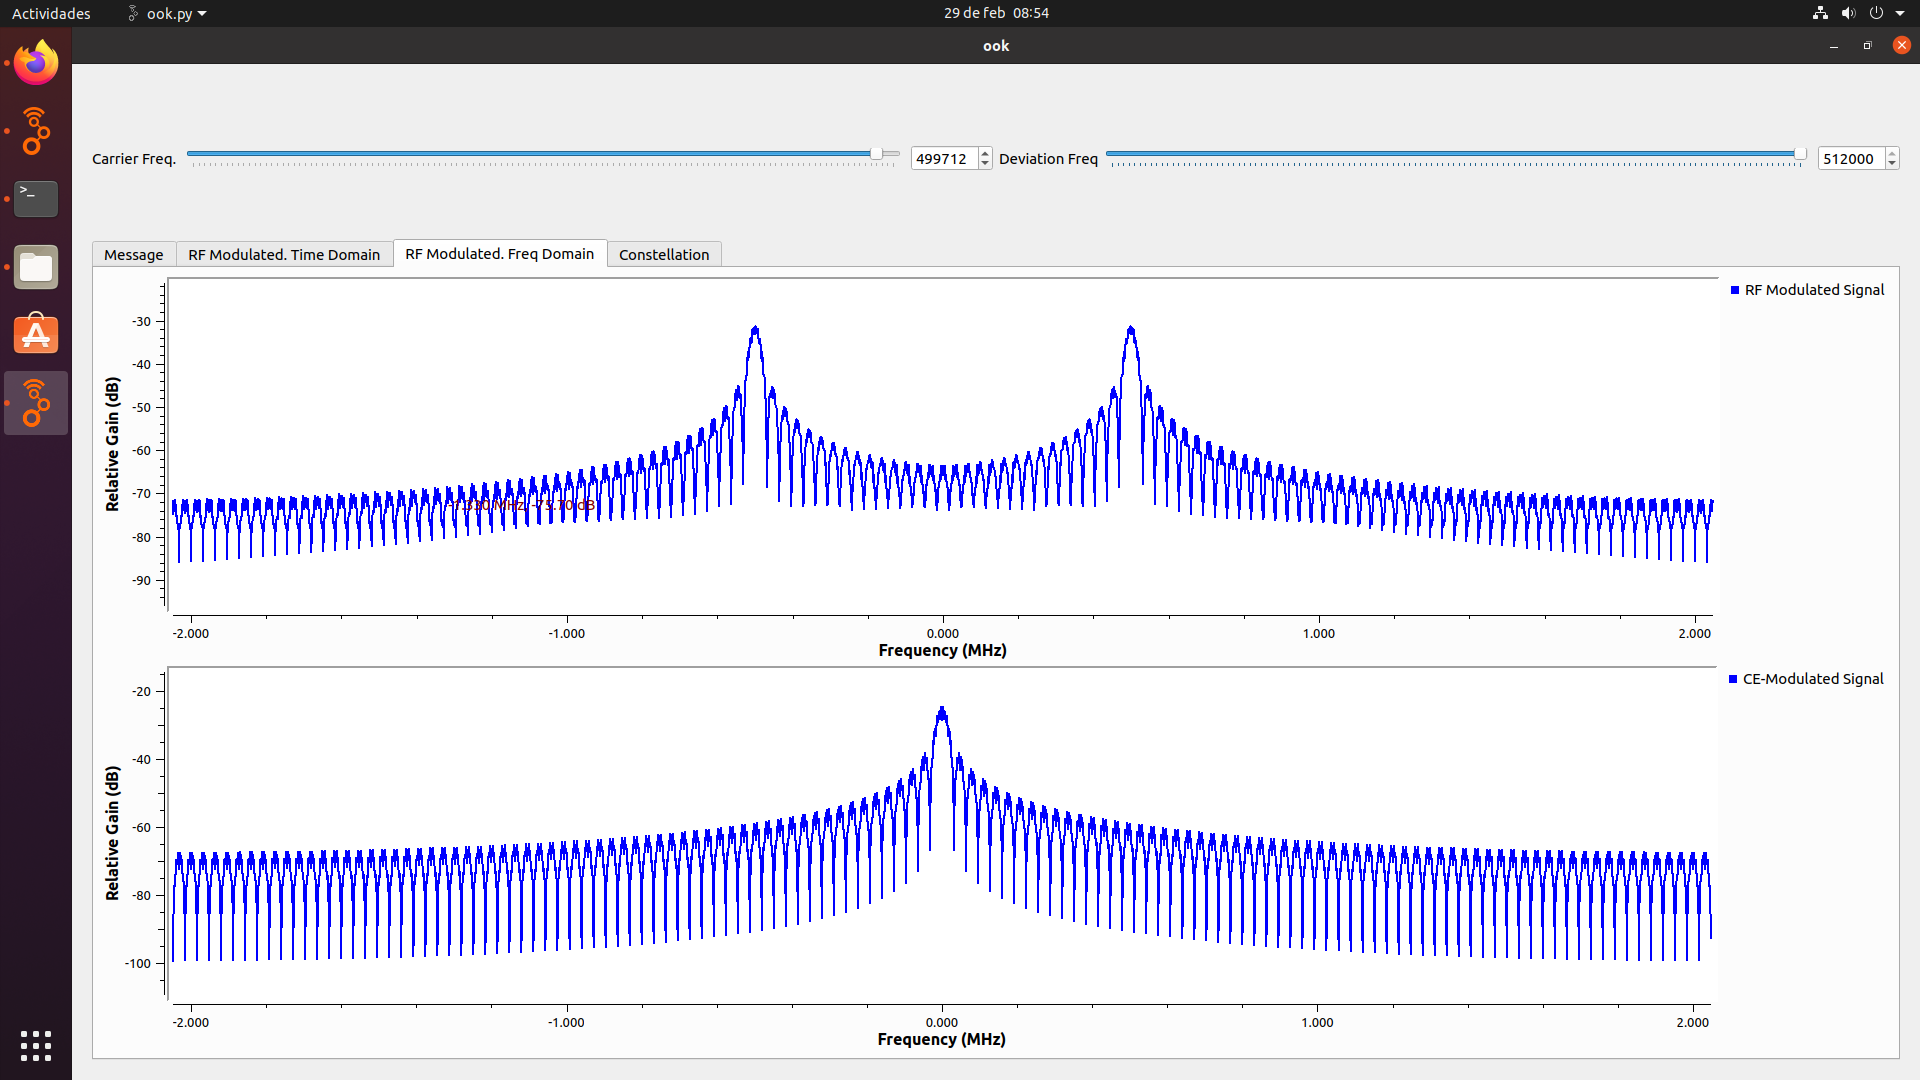 Actividades
ook.py
29 de feb 08:54
ook
Carrier Freq.
499712
Deviation Freq
512000
Message
RF Modulated. Time Domain
RF Modulated. Freq Domain
Constellation
RF Modulated Signal
-30
-40
-50
-60
-70
-80
-90
Relative Gain (dB)
-1.330 MHz, -75.70 dB
-2.000
-1.000
0.000
1.000
2.000
Frequency (MHz)
CE-Modulated Signal
-20
-40
-60
-80
-100
Relative Gain (dB)
-2.000
-1.000
0.000
1.000
2.000
Frequency (MHz)